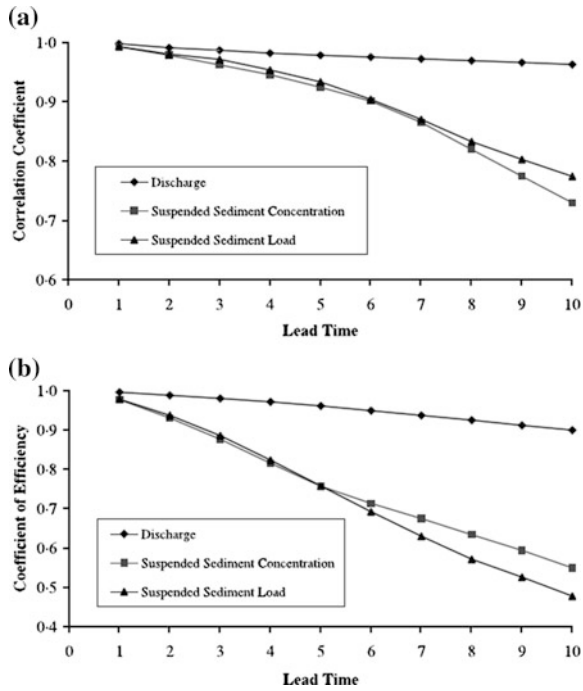 (a)
Correlation Coefficient
1·0
0·9
0·8
0·7
0·6
Discharge
Suspended Sediment Concentration
Suspended Sediment Load
0 1 2 3 4 5 6 7 8 9 10
Lead Time
(b)
Coefficient of Efficiency
1·0
0·9
0·8
0·7
0·6
0·5
0·4
Discharge
Suspended Sediment Concentration
Suspended Sediment Load
0 1 2 3 4 5 6 7 8 9 10
Lead Time